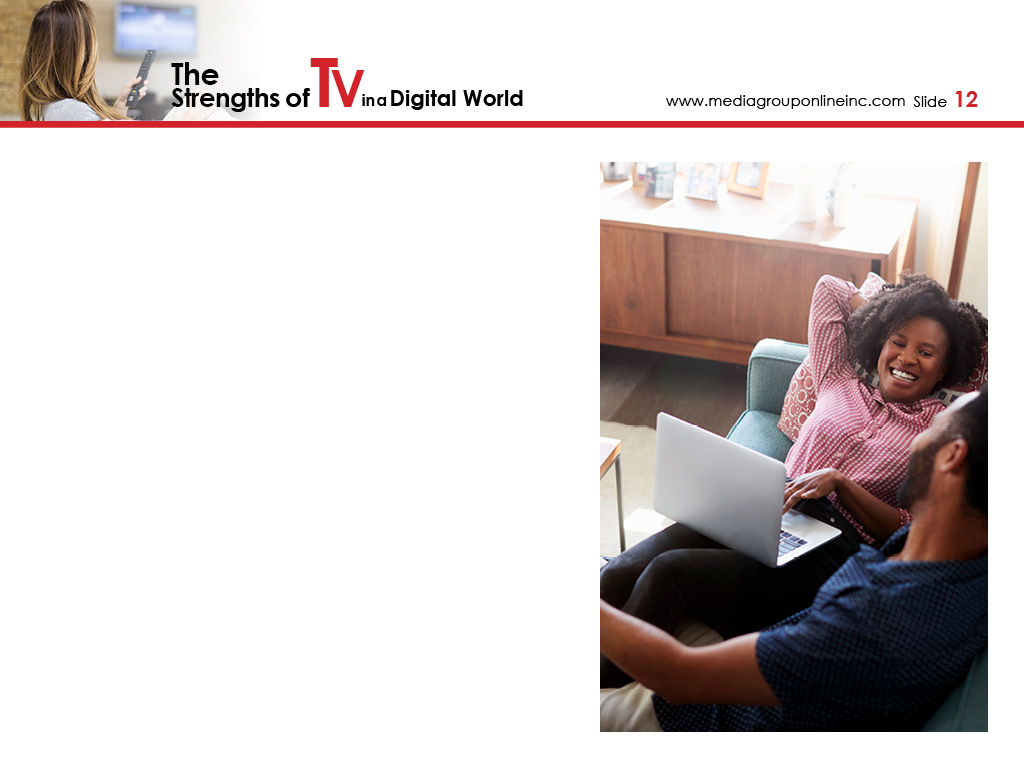 The
Strengths of TV in a Digital World
www.mediagrouponlineinc.com Slide 12